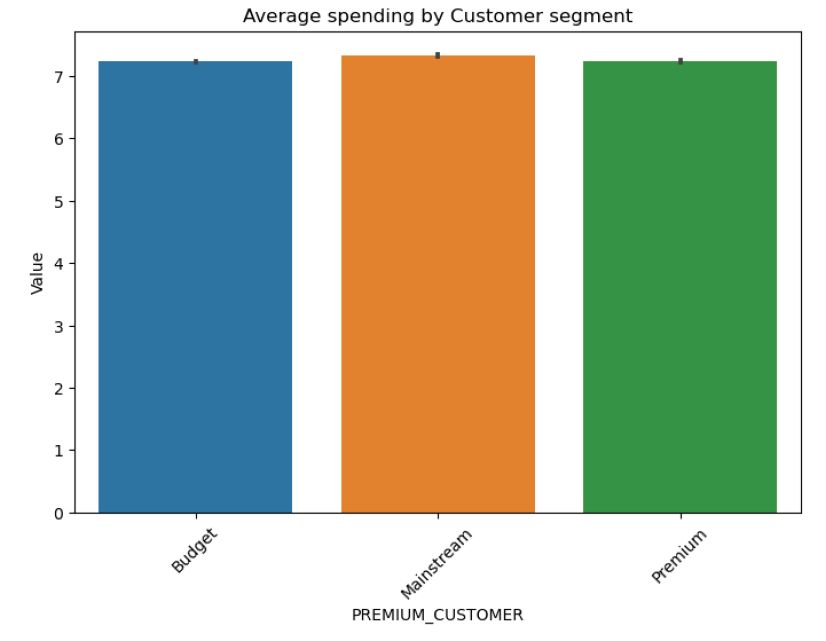 Average spending by Customer segment
Value
7
6
5
4
3
2
1
0
Budget
Mainstream
Premium
PREMIUM_CUSTOMER